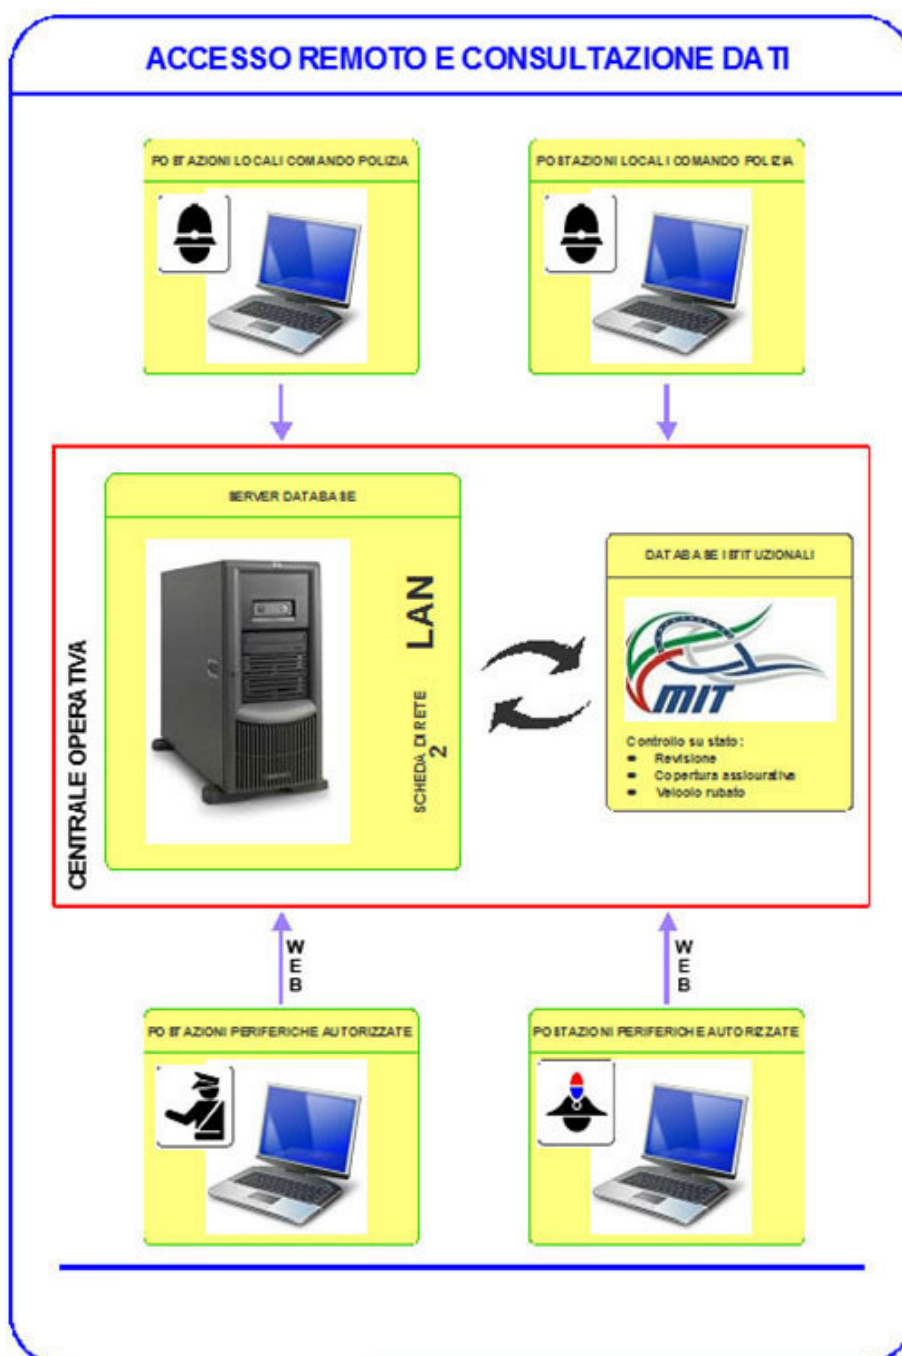 ACCESSO REMOTO E CONSULTAZIONE DATI
POSTAZIONI LOCALI COMANDO POLIZIA
POSTAZIONI LOCALI COMANDO POLIZIA
CENTRALE OPERATIVA
SERVER DATABASE
SCHEDA DI RETE
2
LAN
DATABASE ISTITUZIONALI
MIT
Controllo su stato:
Revisione
Copertura assicurativa
Veicolo rubato
WEB
WEB
POSTAZIONI PERIFERICHE AUTORIZZATE
POSTAZIONI PERIFERICHE AUTORIZZATE